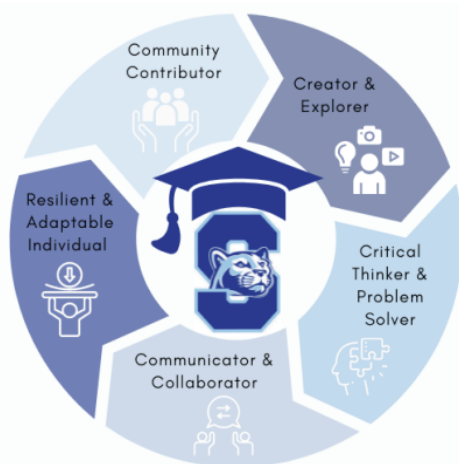 Community
Contributor
Creator &
Explorer
Critical
Thinker &
Problem
Solver
Communicator &
Collaborator
Resilient &
Adaptable
Individual
S